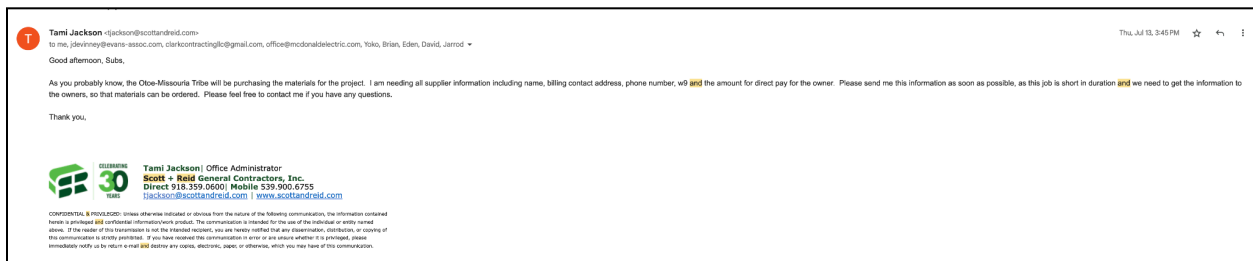 T
Tami Jackson <tjackson@scottandreid.com>
Thu, Jul 13, 3:45 PM
to me, jdevinney@evans-assoc.com, clarkcontractingllc@gmail.com, office@mcdonaldelectric.com, Yoko, Brian, Eden, David, Jarrod
Good afternoon, Subs,
As you probably know, the Otoe-Missouria Tribe will be purchasing the materials for the project. I am needing all supplier information including name, billing contact address, phone number, w9 and the amount for direct pay for the owner. Please send me this information as soon as possible, as this job is short in duration and we need to get the information to
the owners, so that materials can be ordered. Please feel free to contact me if you have any questions.
Thank you,
CELEBRATING
30
YEARS
Tami Jackson| Office Administrator
Scott + Reid General Contractors, Inc.
Direct 918.359.0600| Mobile 539.900.6755
tjackson@scottandreid.com | www.scottandreid.com
CONFIDENTIAL & PRIVILEGED: Unless otherwise indicated or obvious from the nature of the following communication, the information contained
herein is privileged and confidential information/work product. The communication is intended for the use of the individual or entity named
above. If the reader of this transmission is not the intended recipient, you are hereby notified that any dissemination, distribution, or copying of
this communication is strictly prohibited. If you have received this communication in error or are unsure whether it is privileged, please
immediately notify us by return e-mail and destroy any copies, electronic, paper, or otherwise, which you may have of this communication.